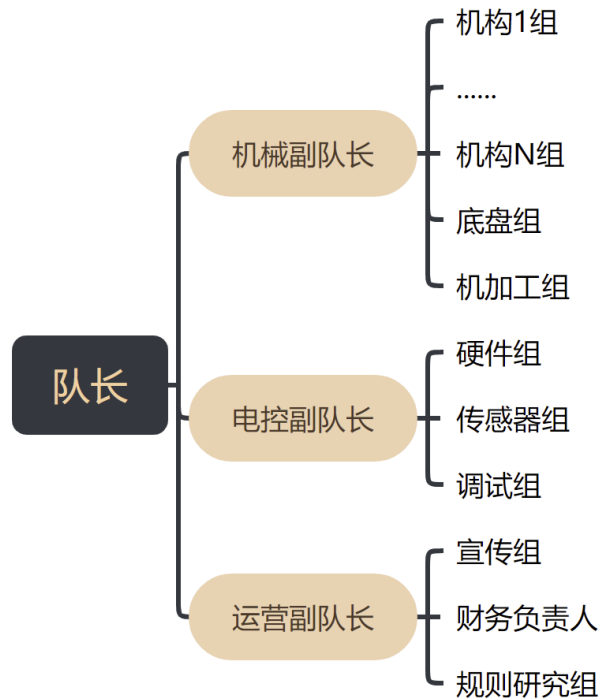 队长
机械副队长
机构1组
......
机构N组
底盘组
机加工组
电控副队长
硬件组
传感器组
调试组
运营副队长
宣传组
财务负责人
规则研究组